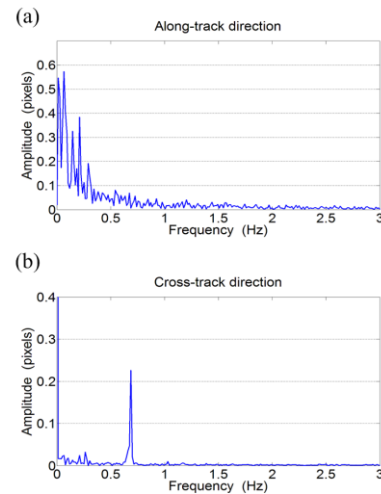 (a)
Along-track direction
Amplitude (pixels)
0.6
0.5
0.4
0.3
0.2
0.1
0
0 0.5 1 1.5 2 2.5 3
Frequency (Hz)
(b)
Cross-track direction
Amplitude (pixels)
0.4
0.3
0.2
0.1
0
0 0.5 1 1.5 2 2.5 3
Frequency (Hz)